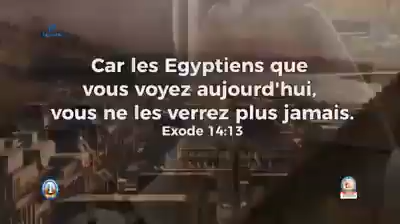 Car les Egyptiens que
vous voyez aujourd'hui,
vous ne les verrez plus jamais.
Exode 14:13